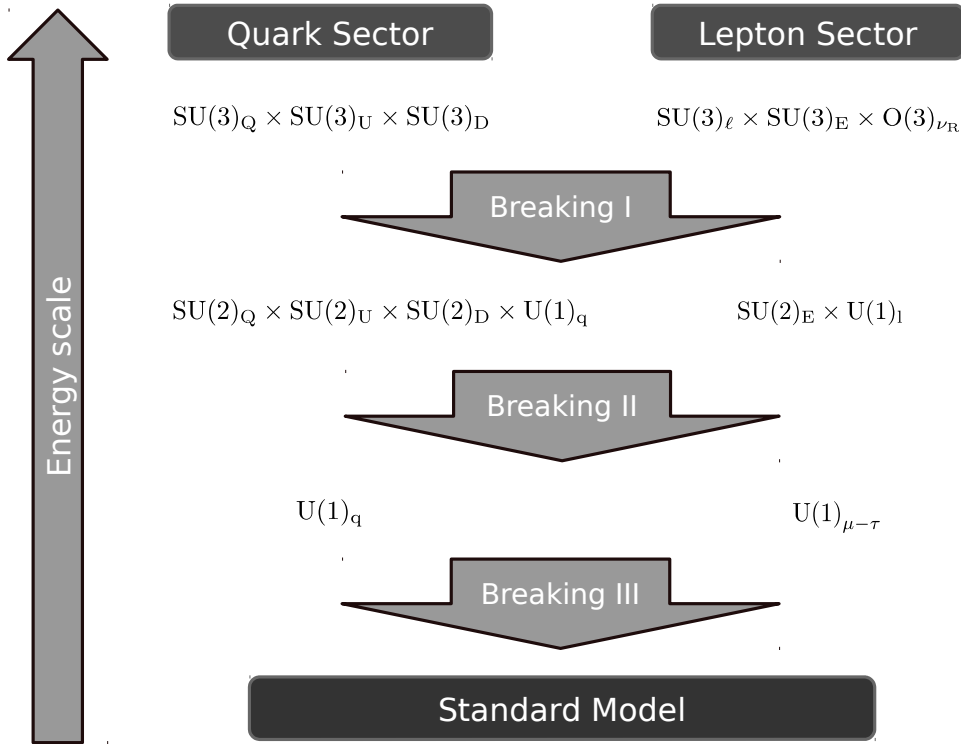 Quark Sector
Lepton Sector
SU(3)_Q × SU(3)_U × SU(3)_D
SU(3)_ℓ × SU(3)_E × O(3)_{ν_R}
Breaking I
SU(2)_Q × SU(2)_U × SU(2)_D × U(1)_q
SU(2)_E × U(1)_l
Energy scale
Breaking II
U(1)_q
U(1)_{μ−τ}
Breaking III
Standard Model